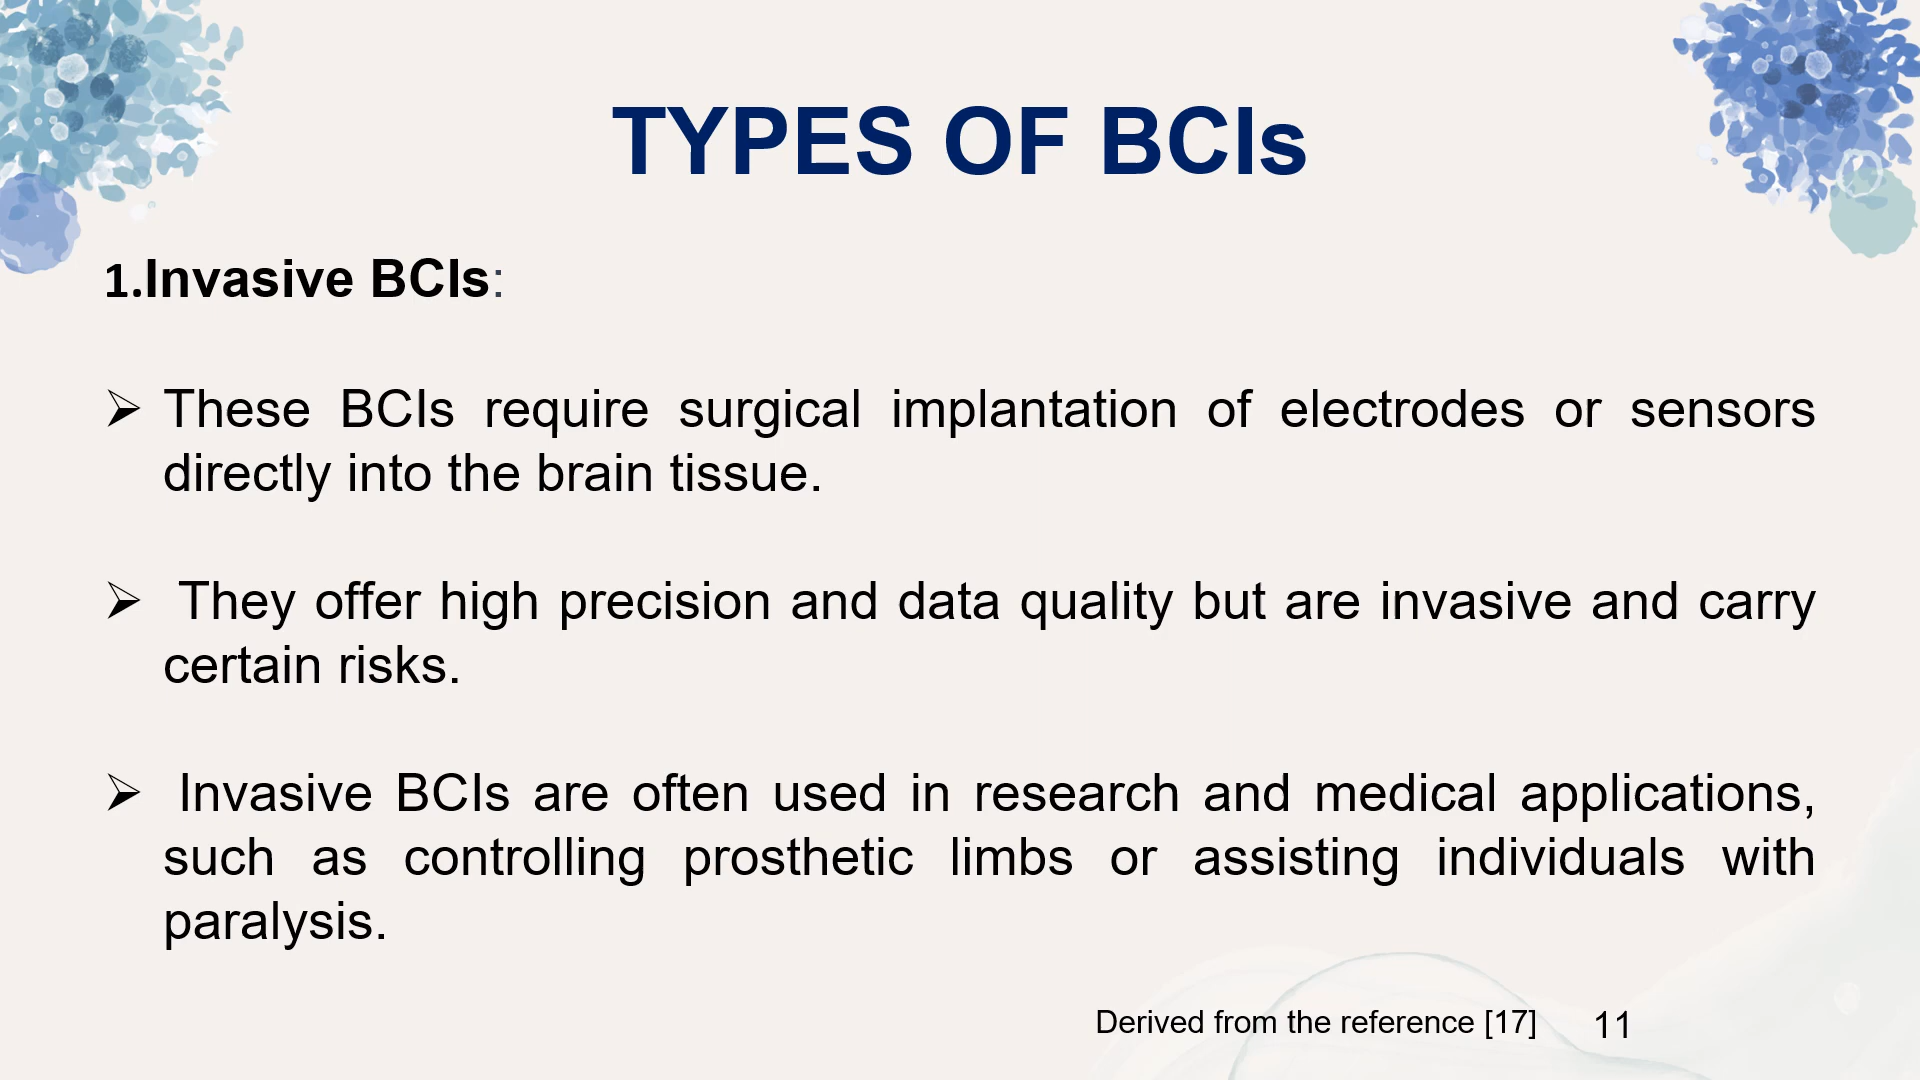 TYPES OF BCIs
1.Invasive BCIs:
➢ These BCIs require surgical implantation of electrodes or sensors
directly into the brain tissue.
➢ They offer high precision and data quality but are invasive and carry
certain risks.
➢ Invasive BCIs are often used in research and medical applications,
such as controlling prosthetic limbs or assisting individuals with
paralysis.
Derived from the reference [17] 11